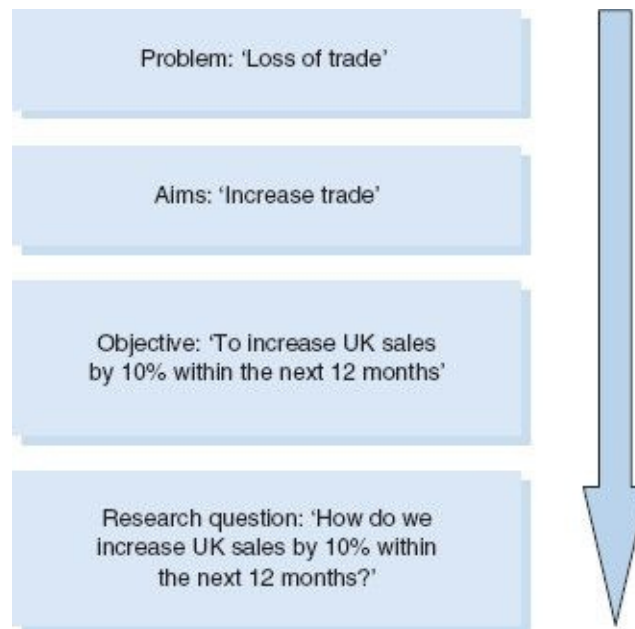 Problem: ‘Loss of trade’
Aims: ‘Increase trade’
Objective: ‘To increase UK sales
by 10% within the next 12 months’
Research question: ‘How do we
increase UK sales by 10% within
the next 12 months?’